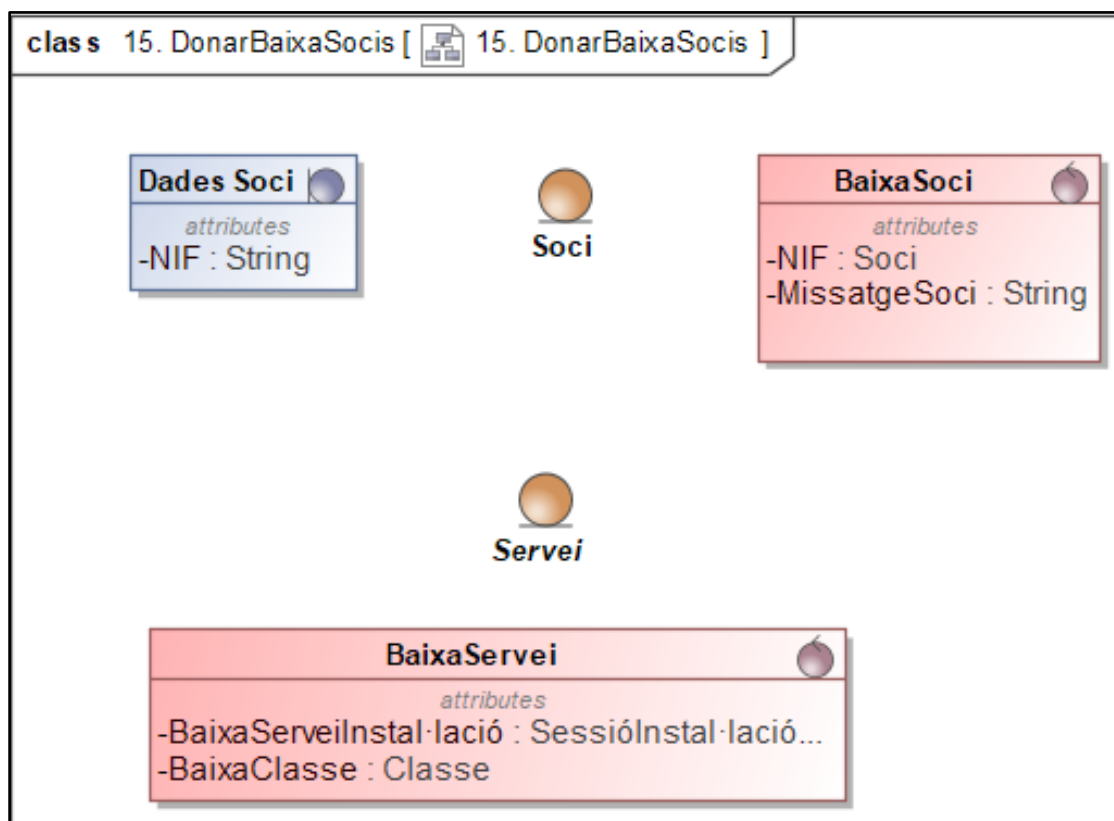 class 15. DonarBaixaSocis [ 15. DonarBaixaSocis ]
Dades Soci
attributes
-NIF : String
Soci
BaixaSoci
attributes
-NIF : Soci
-MissatgeSoci : String
Servei
BaixaServei
attributes
-BaixaServeiInstal·lació : SessióInstal·lació...
-BaixaClasse : Classe